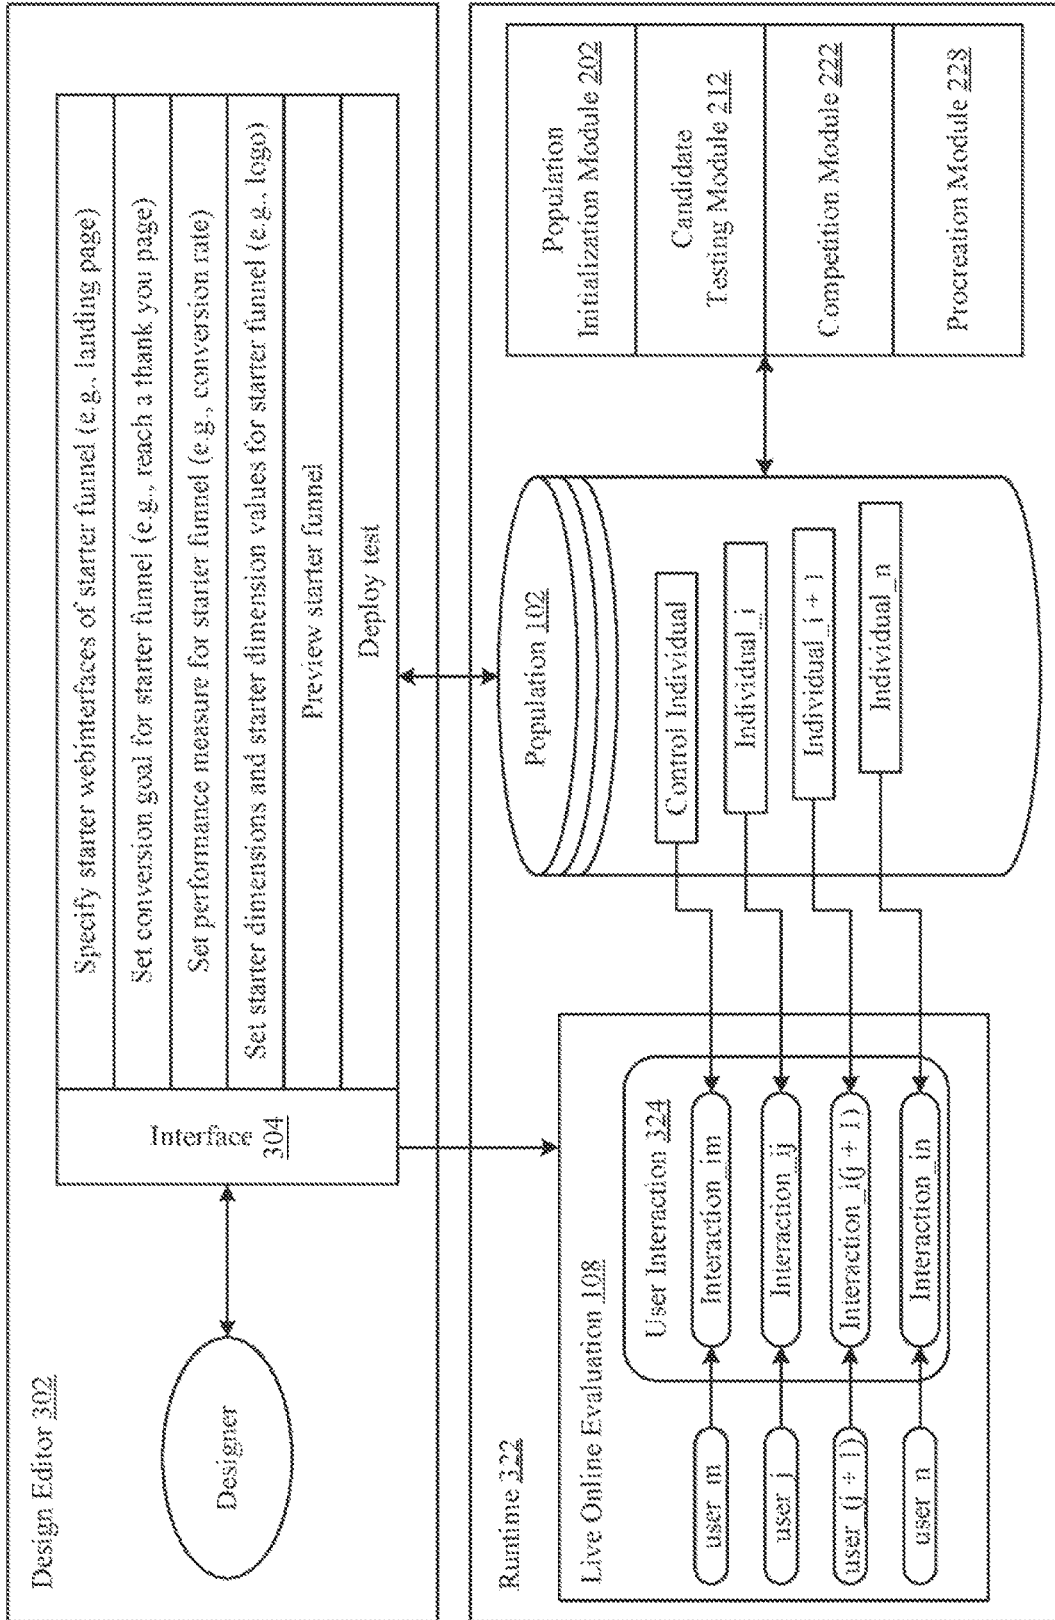 Design Editor 302
Designer
Interface 304
Specify starter webinterfaces of starter funnel (e.g., landing page)
Set conversion goal for starter funnel (e.g., reach a thank you page)
Set performance measure for starter funnel (e.g., conversion rate)
Set starter dimensions and starter dimension values for starter funnel (e.g., logo)
Preview starter funnel
Deploy test
Runtime 322
Live Online Evaluation 108
User Interaction 324
user_m
Interaction_im
user_j
Interaction_ij
user_(j + 1)
Interaction_i(j + 1)
user_n
Interaction_in
Population 102
Control Individual
Individual_i
Individual_i + 1
Individual_n
Population
Initialization Module 202
Candidate
Testing Module 212
Competition Module 222
Procreation Module 228